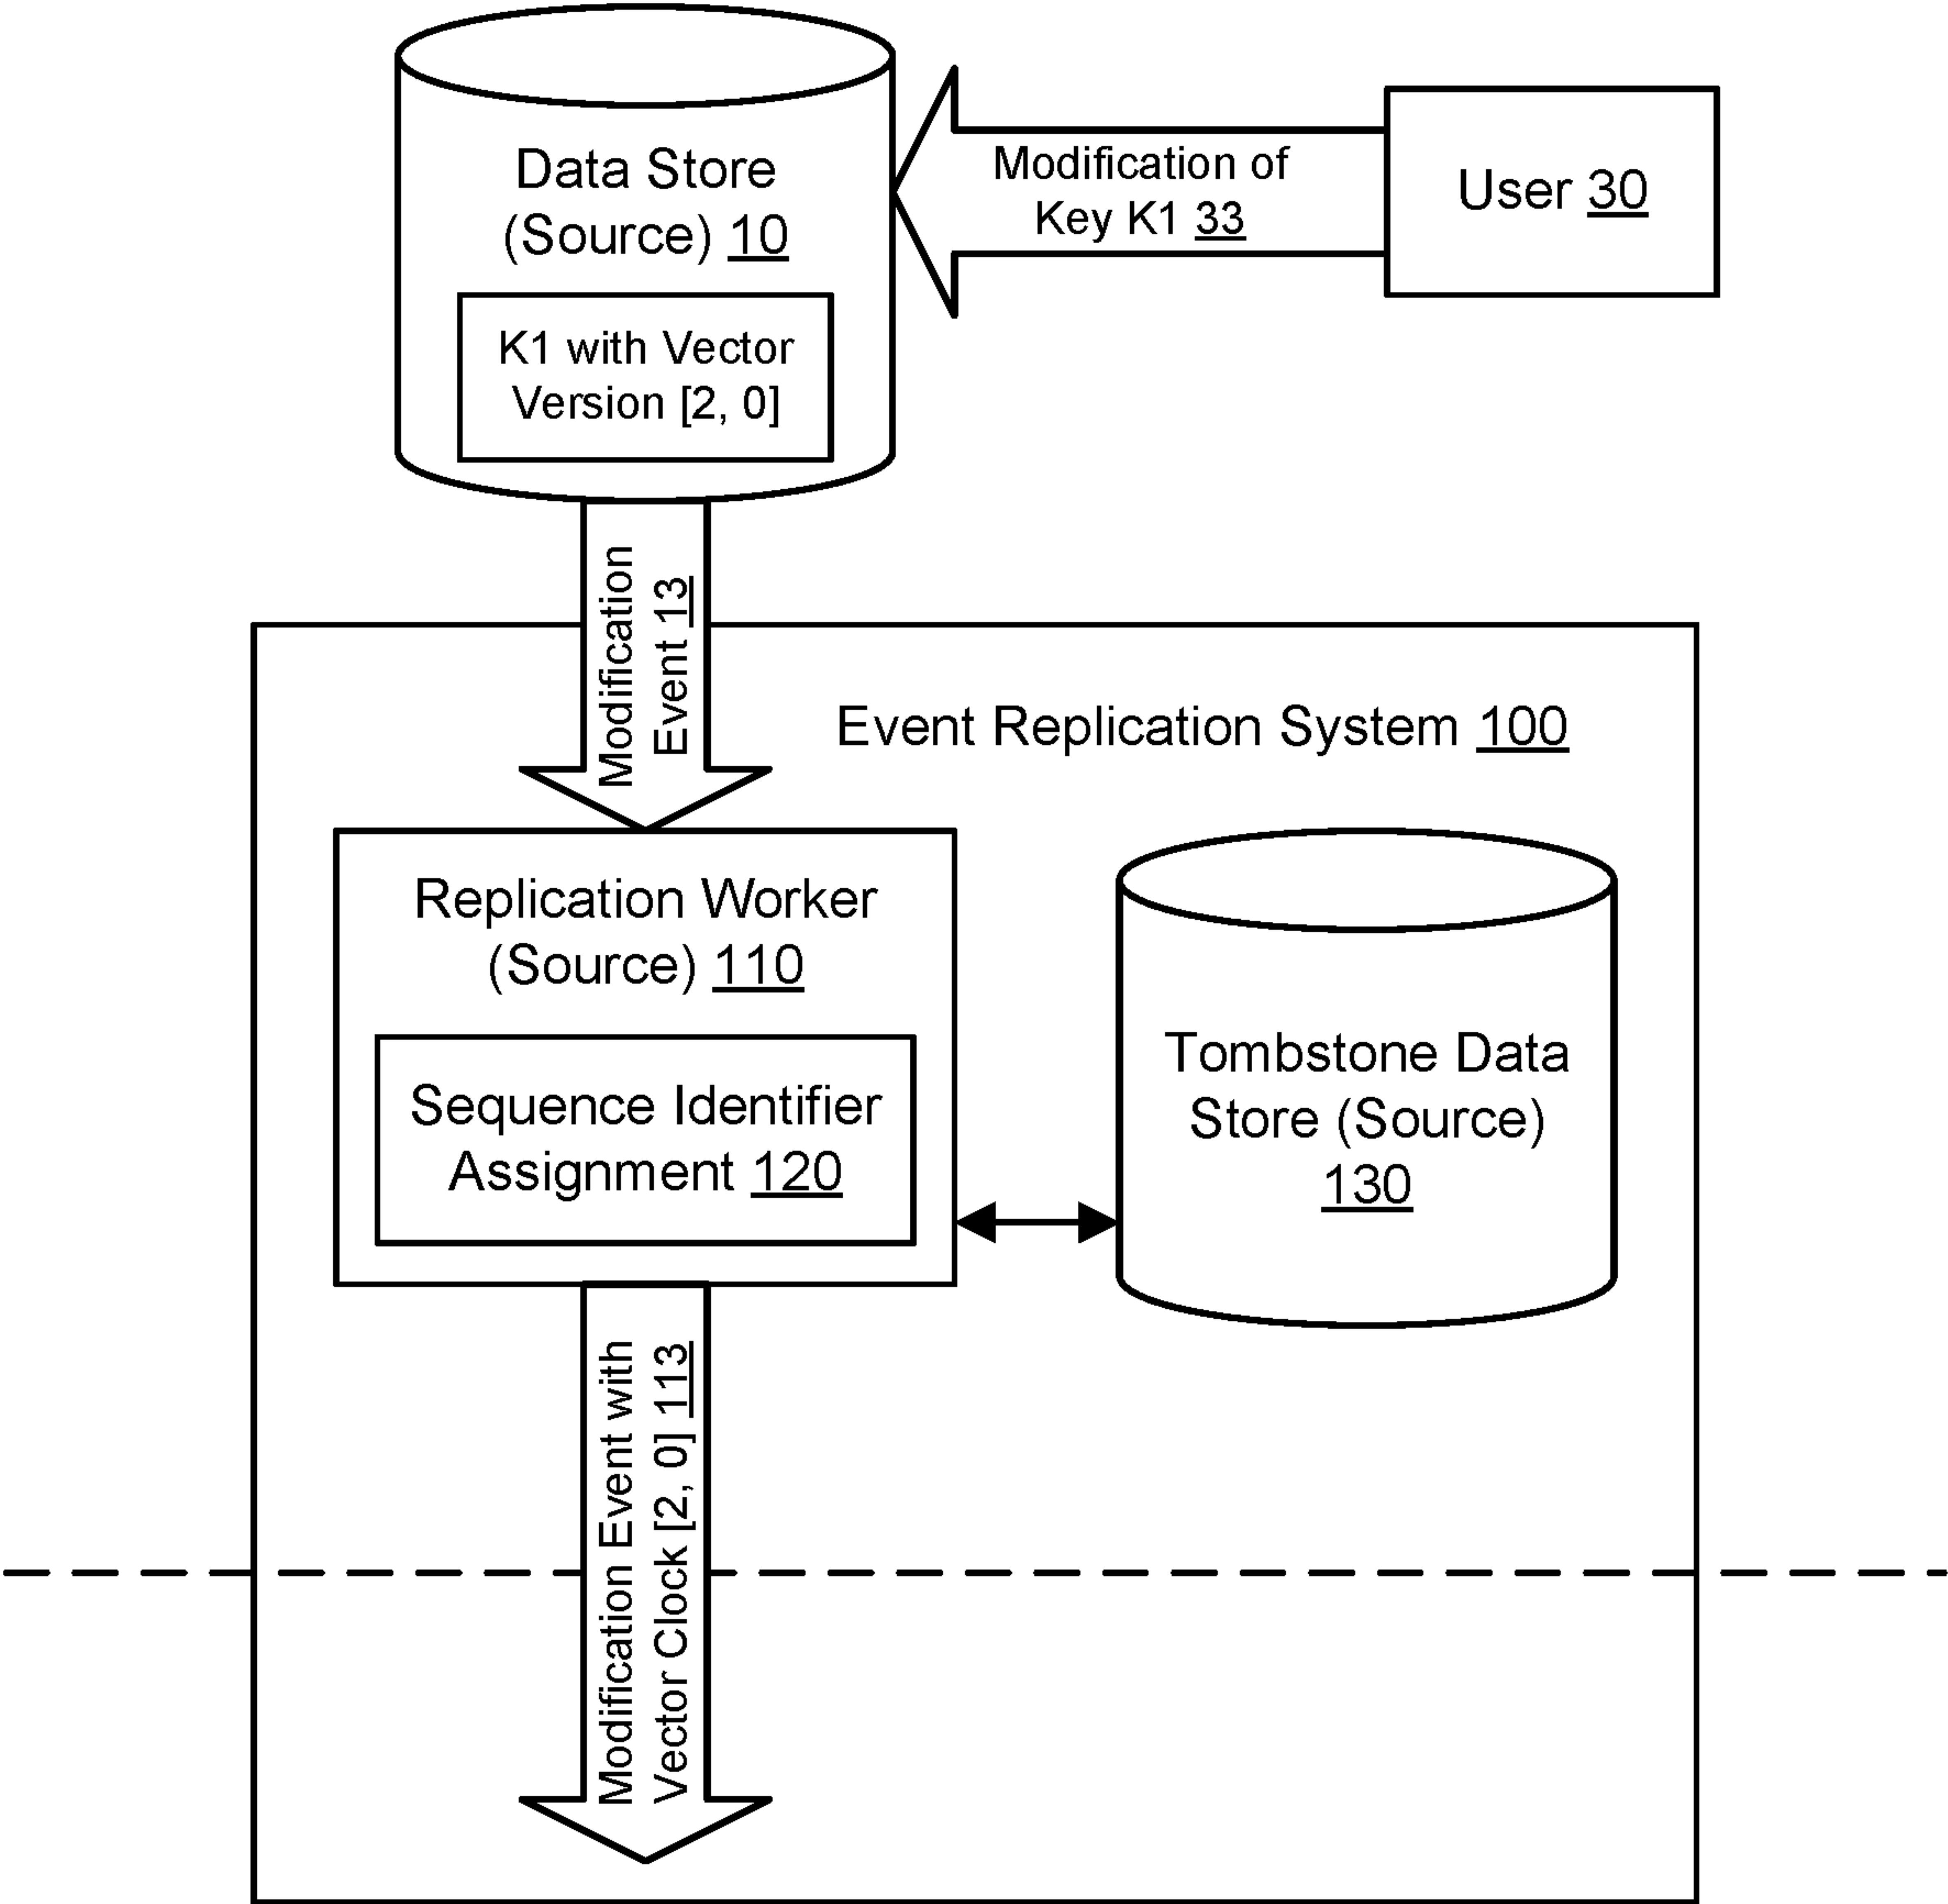 Data Store
(Source) 10
K1 with Vector
Version [2, 0]
Modification of
Key K1 33
User 30
Modification
Event 13
Event Replication System 100
Replication Worker
(Source) 110
Sequence Identifier
Assignment 120
Tombstone Data
Store (Source)
130
Modification Event with
Vector Clock [2, 0] 113